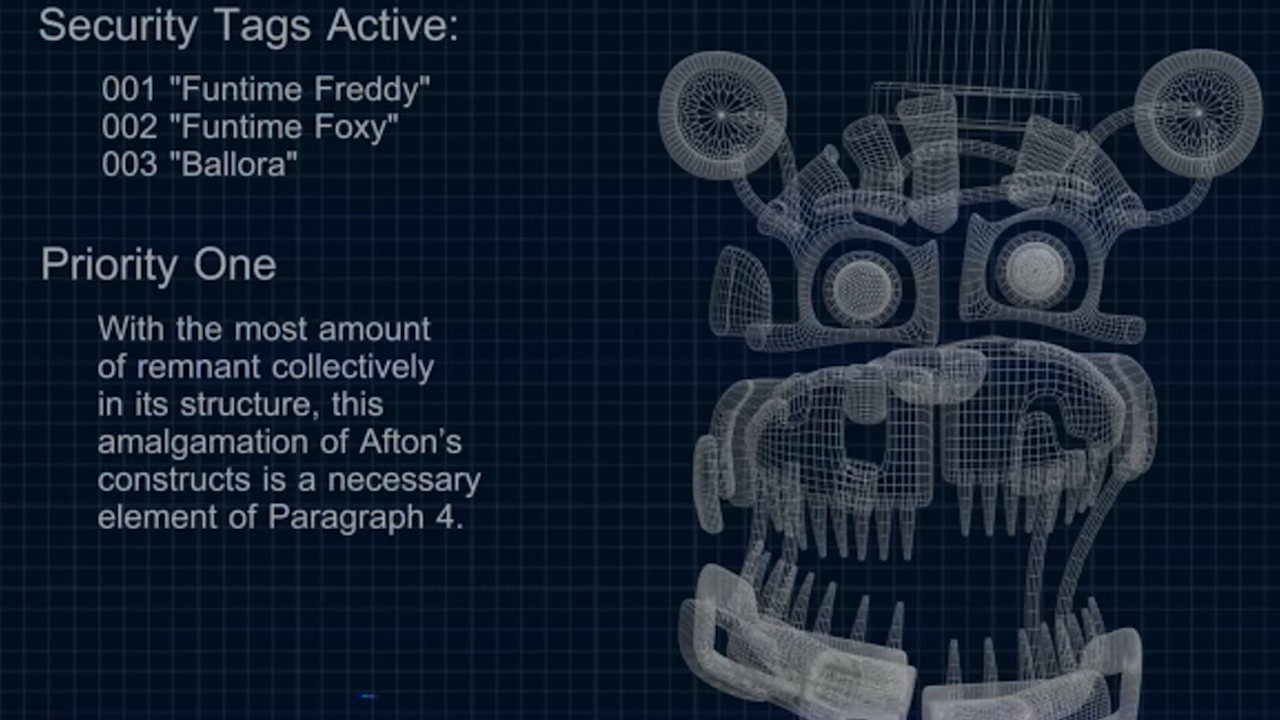 Security Tags Active:
001 "Funtime Freddy"
002 "Funtime Foxy"
003 "Ballora"
Priority One
With the most amount
of remnant collectively
in its structure, this
amalgamation of Afton’s
constructs is a necessary
element of Paragraph 4.